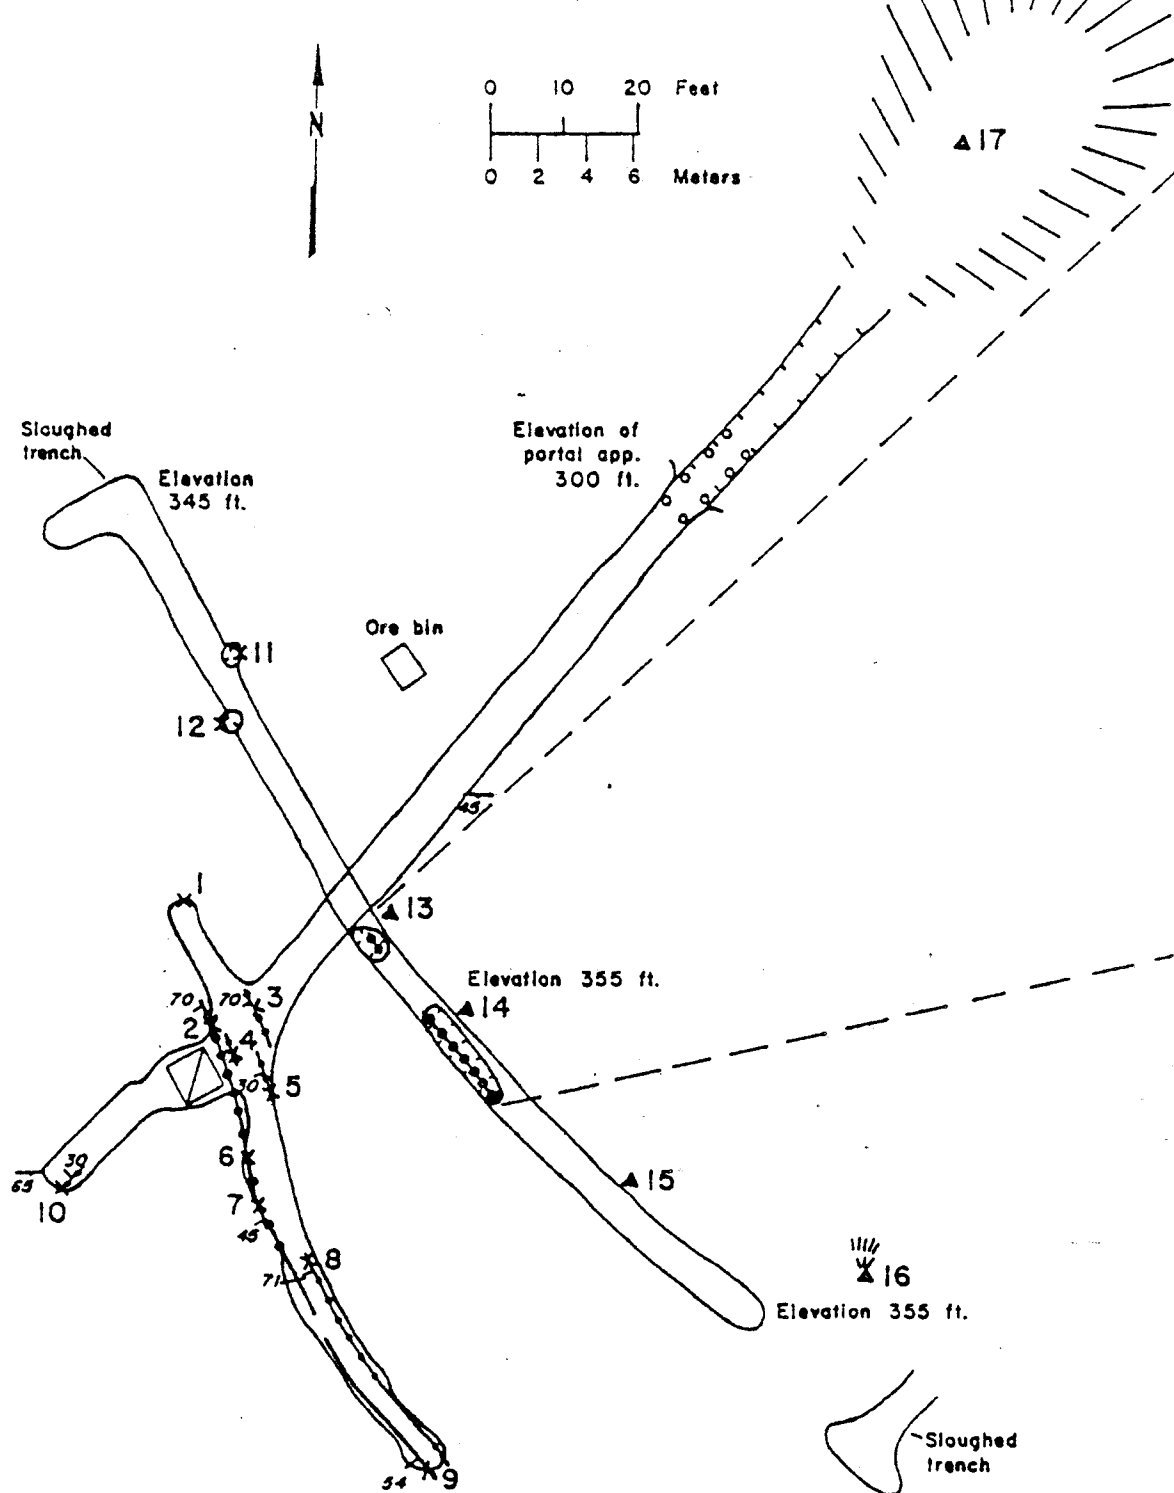 0 10 20 Feet
N
0 2 4 6 Meters
17
Sloughed
trench
Elevation
345 ft.
Elevation of
portal app.
300 ft.
Ore bin
11
12
45
1
13
Elevation 355 ft.
14
70
70
3
2
4
30
5
6
15
30
65
10
7
45
8
71
16
Elevation 355 ft.
Sloughed
trench
54
9